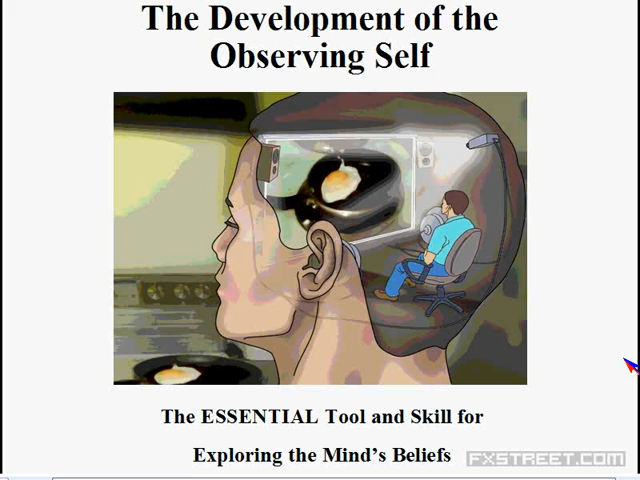 The Development of the
Observing Self
The ESSENTIAL Tool and Skill for
Exploring the Mind’s Beliefs
FXSTREET.COM